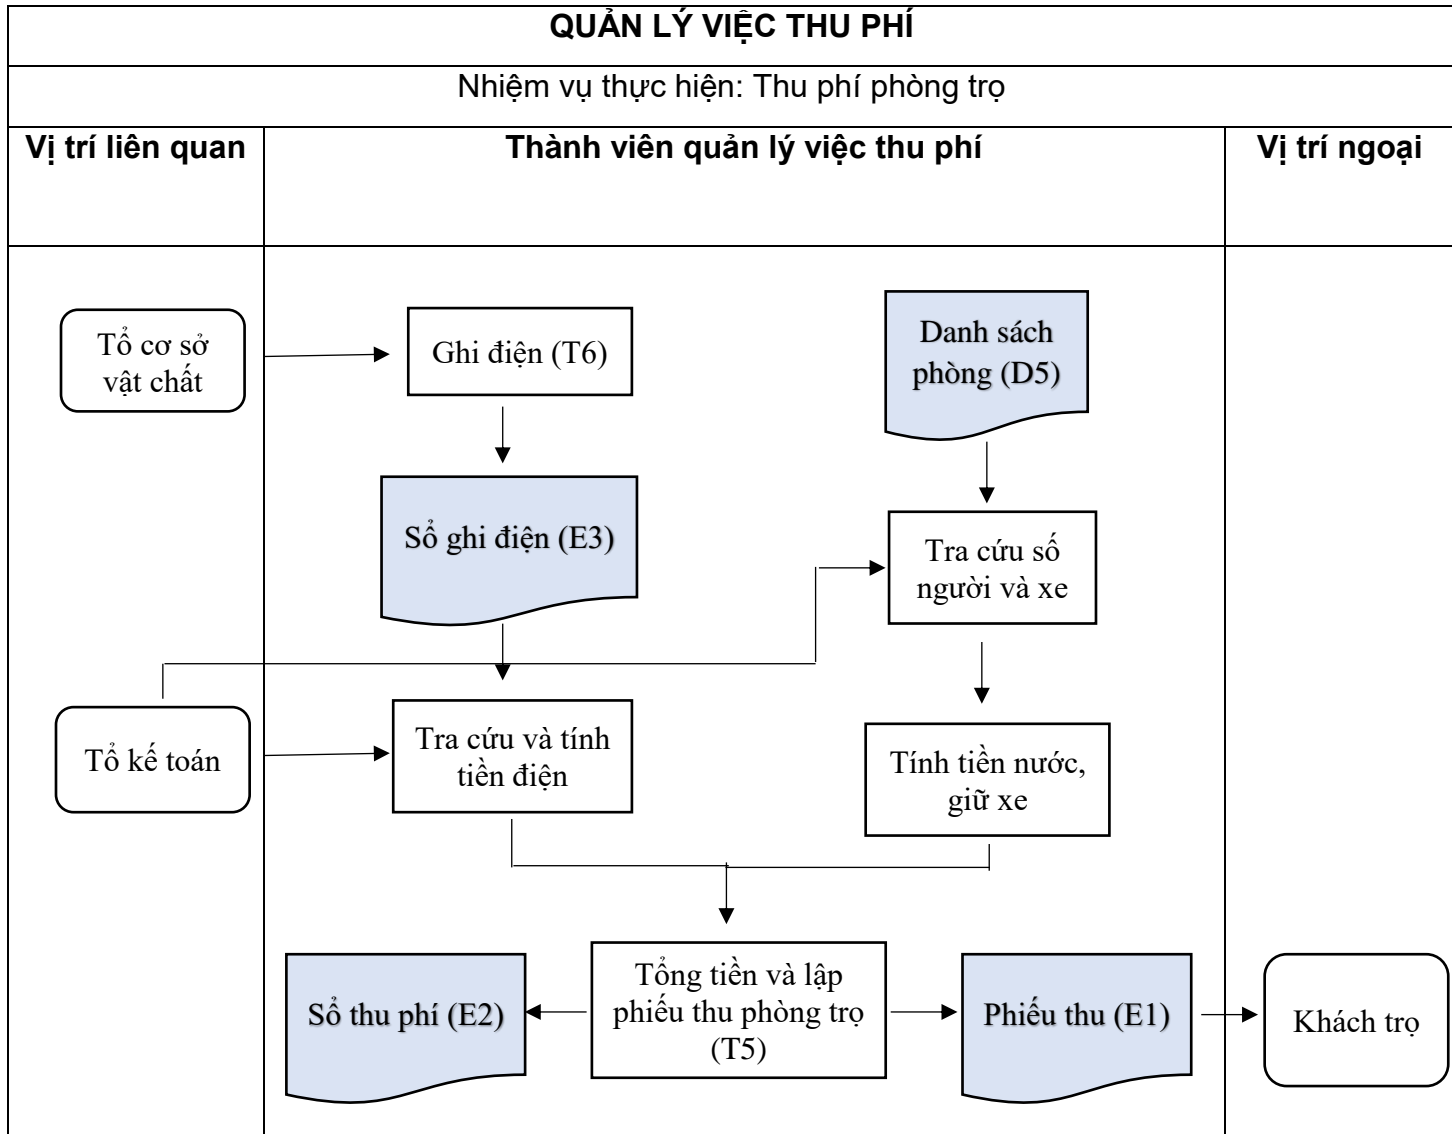 QUẢN LÝ VIỆC THU PHÍ
Nhiệm vụ thực hiện: Thu phí phòng trọ
Vị trí liên quan
Thành viên quản lý việc thu phí
Vị trí ngoại
Tổ cơ sở
vật chất
Ghi điện (T6)
Danh sách
phòng (D5)
Sổ ghi điện (E3)
Tra cứu số
người và xe
Tổ kế toán
Tra cứu và tính
tiền điện
Tính tiền nước,
giữ xe
Sổ thu phí (E2)
Tổng tiền và lập
phiếu thu phòng trọ
(T5)
Phiếu thu (E1)
Khách trọ